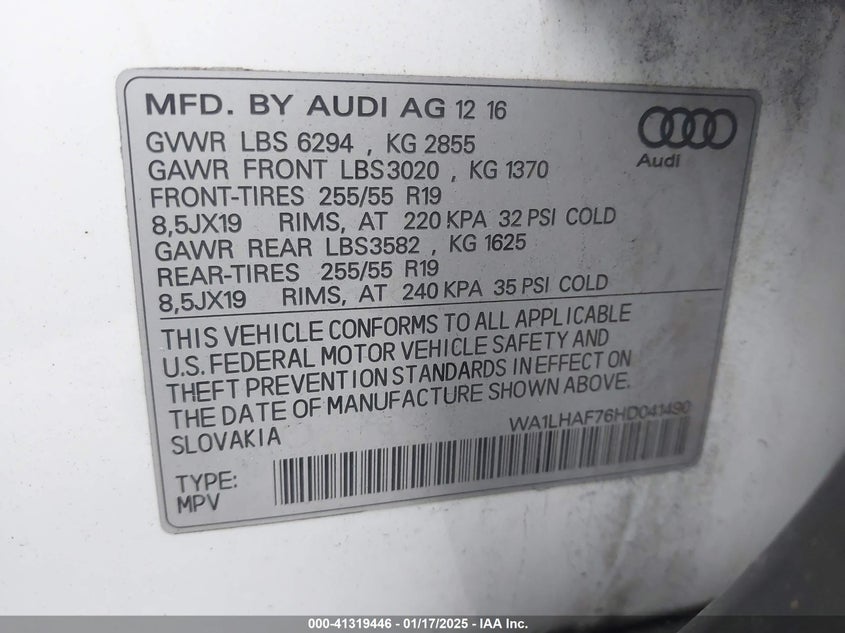 MFD. BY AUDI AG 12 16
GVWR LBS 6294 , KG 2855
GAWR FRONT LBS3020 , KG 1370
FRONT-TIRES 255/55 R19
8,5JX19 RIMS, AT 220 KPA 32 PSI COLD
GAWR REAR LBS3582 , KG 1625
REAR-TIRES 255/55 R19
8,5JX19 RIMS, AT 240 KPA 35 PSI COLD
Audi
THIS VEHICLE CONFORMS TO ALL APPLICABLE
U.S. FEDERAL MOTOR VEHICLE SAFETY AND
THEFT PREVENTION STANDARDS IN EFFECT ON
THE DATE OF MANUFACTURE SHOWN ABOVE.
SLOVAKIA
WA1LHAF76HD041490
TYPE:
MPV
000-41319446 - 01/17/2025 - IAA Inc.